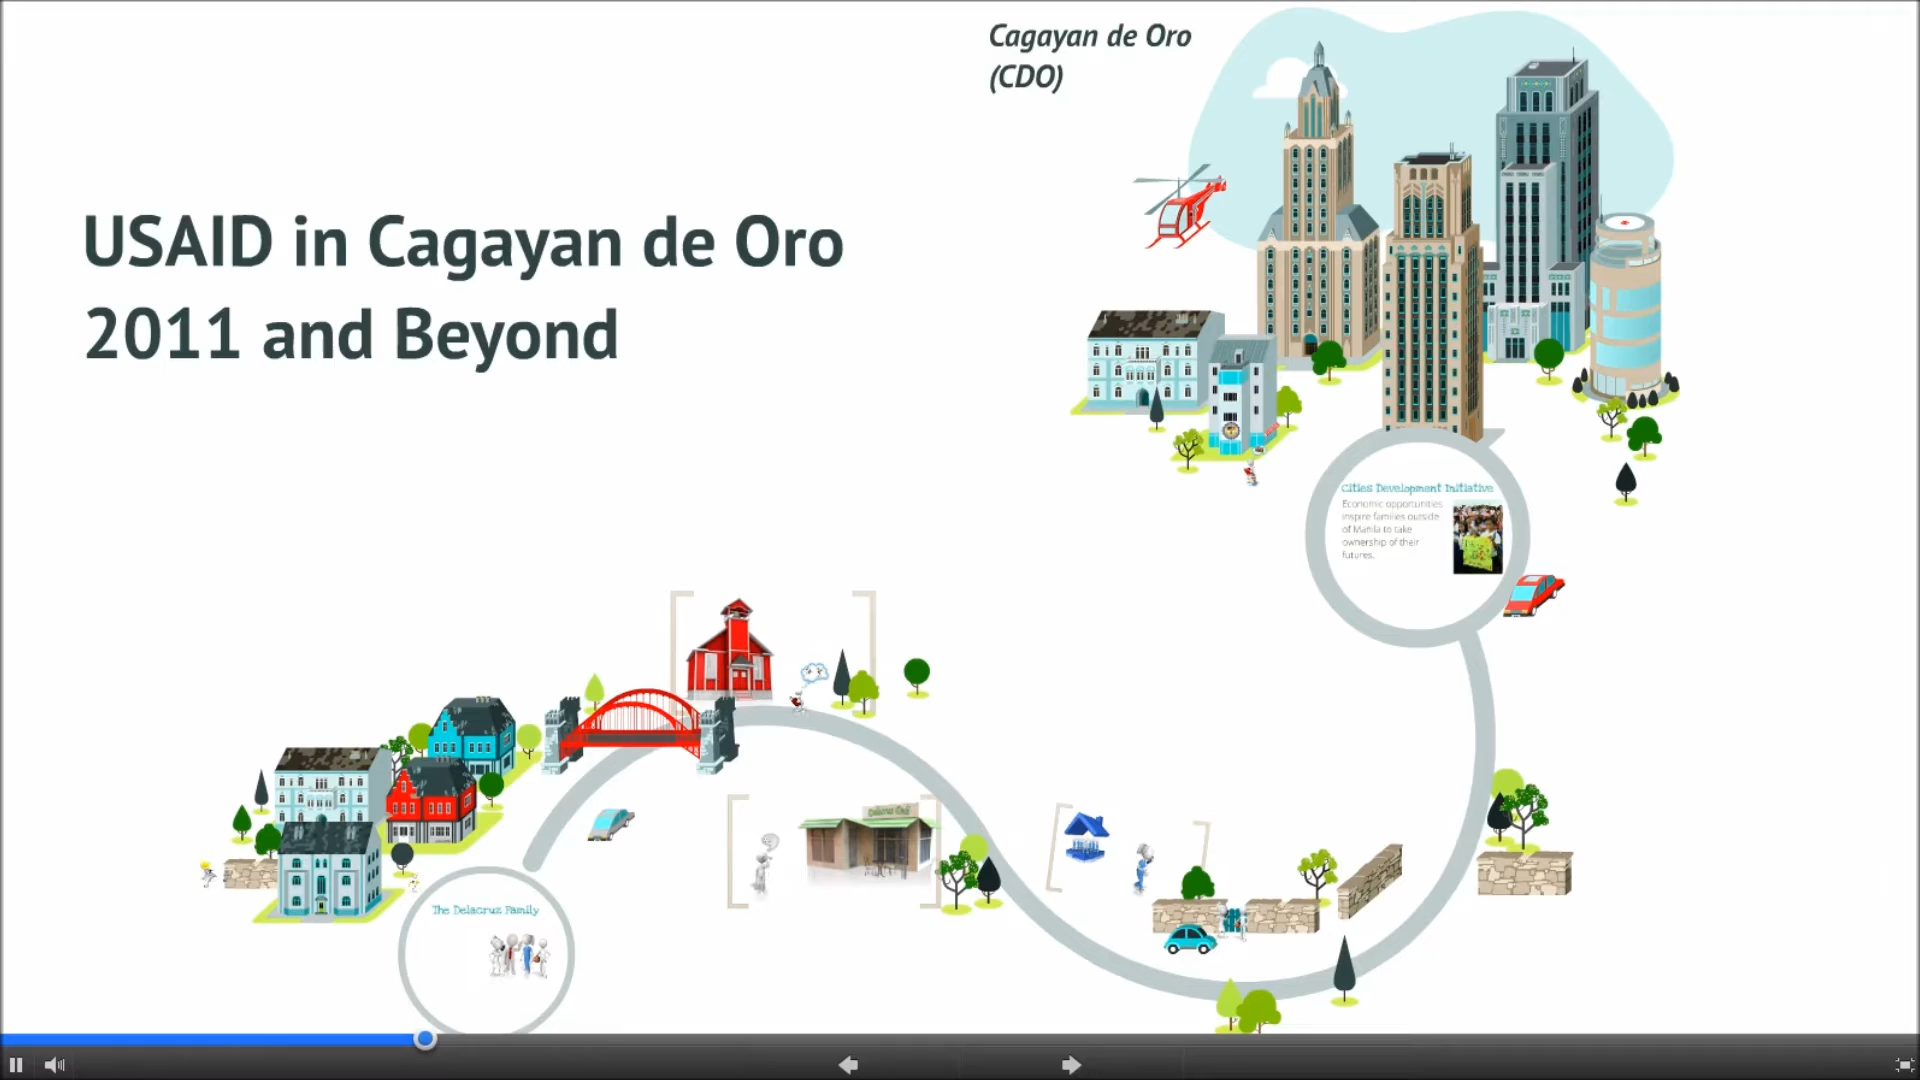 Cagayan de Oro
(CDO)
USAID in Cagayan de Oro
2011 and Beyond
Cities Development Initiative
Economic opportunities
inspire families outside
of Manila to take
ownership of their
futures.
The Delacruz Family